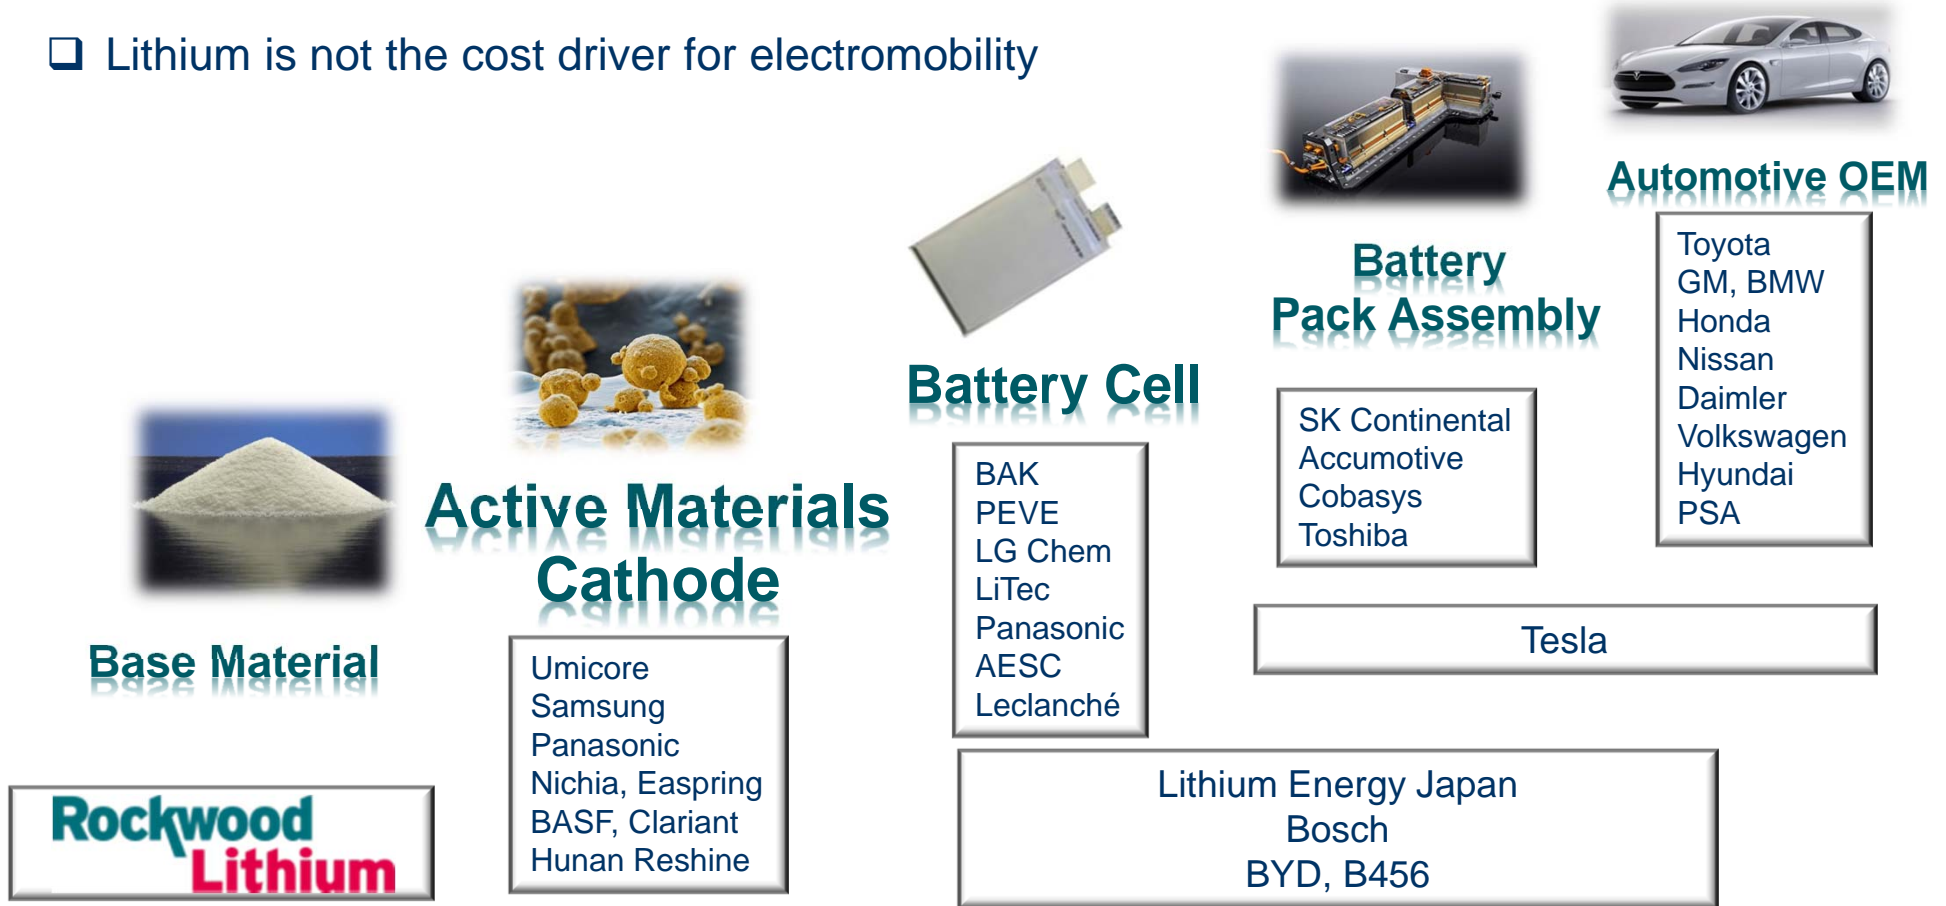 Lithium is not the cost driver for electromobility
Base Material
Rockwood
Lithium
Active Materials
Cathode
Umicore
Samsung
Panasonic
Nichia, Easpring
BASF, Clariant
Hunan Reshine
Battery Cell
BAK
PEVE
LG Chem
LiTec
Panasonic
AESC
Leclanché
Battery
Pack Assembly
SK Continental
Accumotive
Cobasys
Toshiba
Automotive OEM
Toyota
GM, BMW
Honda
Nissan
Daimler
Volkswagen
Hyundai
PSA
Tesla
Lithium Energy Japan
Bosch
BYD, B456